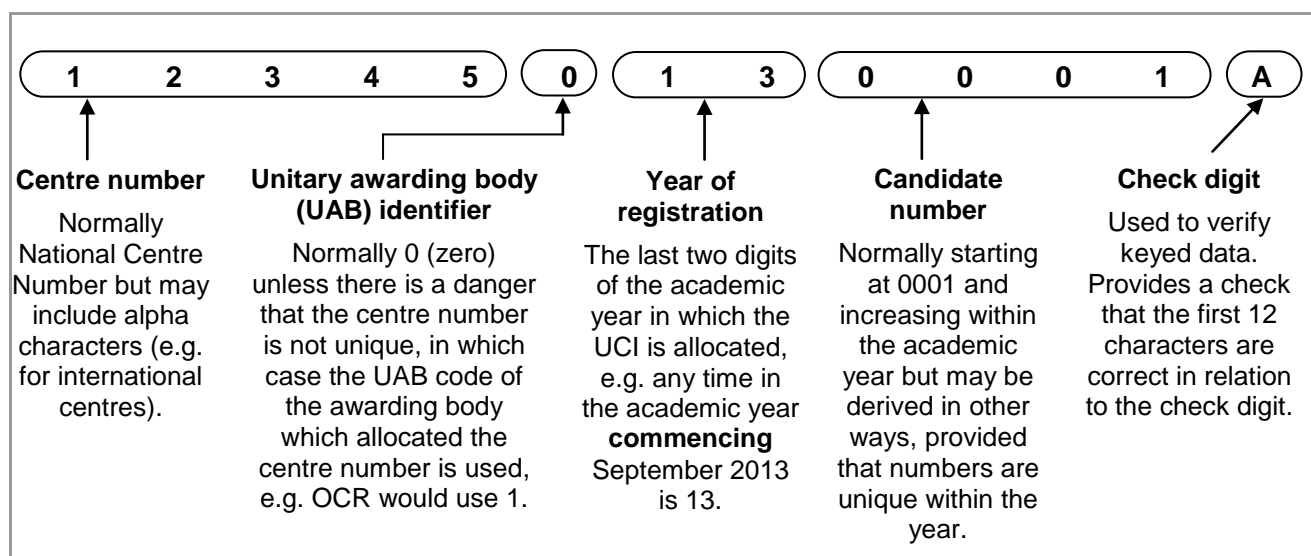 1 2 3 4 5 0 1 3 0 0 0 1 A
Centre number
Normally
National Centre
Number but may
include alpha
characters (e.g.
for international
centres).
Unitary awarding body
(UAB) identifier
Normally 0 (zero)
unless there is a danger
that the centre number
is not unique, in which
case the UAB code of
the awarding body
which allocated the
centre number is used,
e.g. OCR would use 1.
Year of
registration
The last two digits
of the academic
year in which the
UCI is allocated,
e.g. any time in
the academic year
commencing
September 2013
is 13.
Candidate
number
Normally starting
at 0001 and
increasing within
the academic
year but may be
derived in other
ways, provided
that numbers are
unique within the
year.
Check digit
Used to verify
keyed data.
Provides a check
that the first 12
characters are
correct in relation
to the check digit.